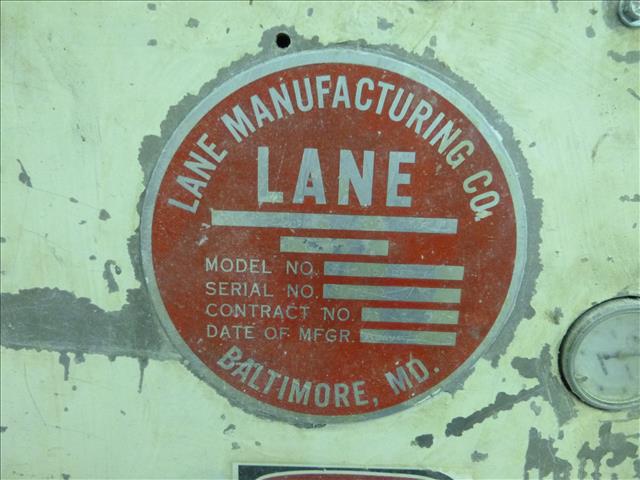 LANE MANUFACTURING CO.
LANE
MODEL NO.
SERIAL NO.
CONTRACT NO.
DATE OF MFGR.
BALTIMORE, MD.